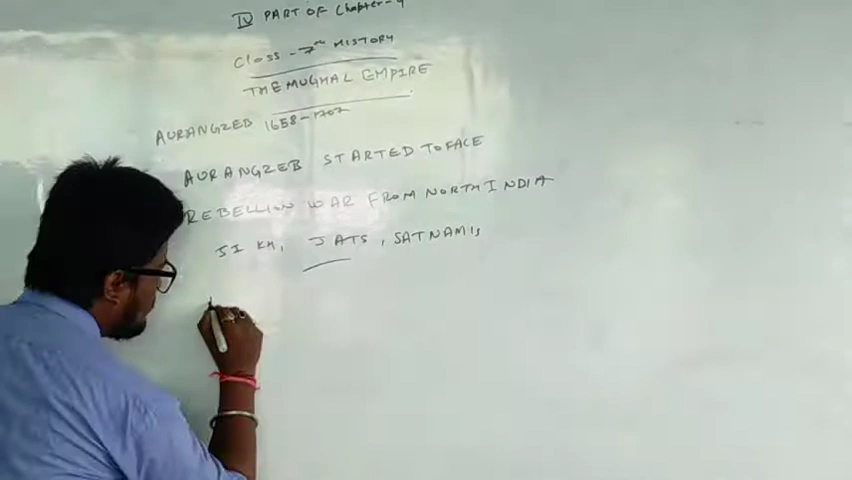 IV PART OF Chapter-4
Class - 7th HISTORY
THE MUGHAL EMPIRE
AURANGZEB 1658-1707
AURANGZEB STARTED TO FACE
REBELLION WAR FROM NORTH INDIA
SIKH, JATS, SATNAMIS